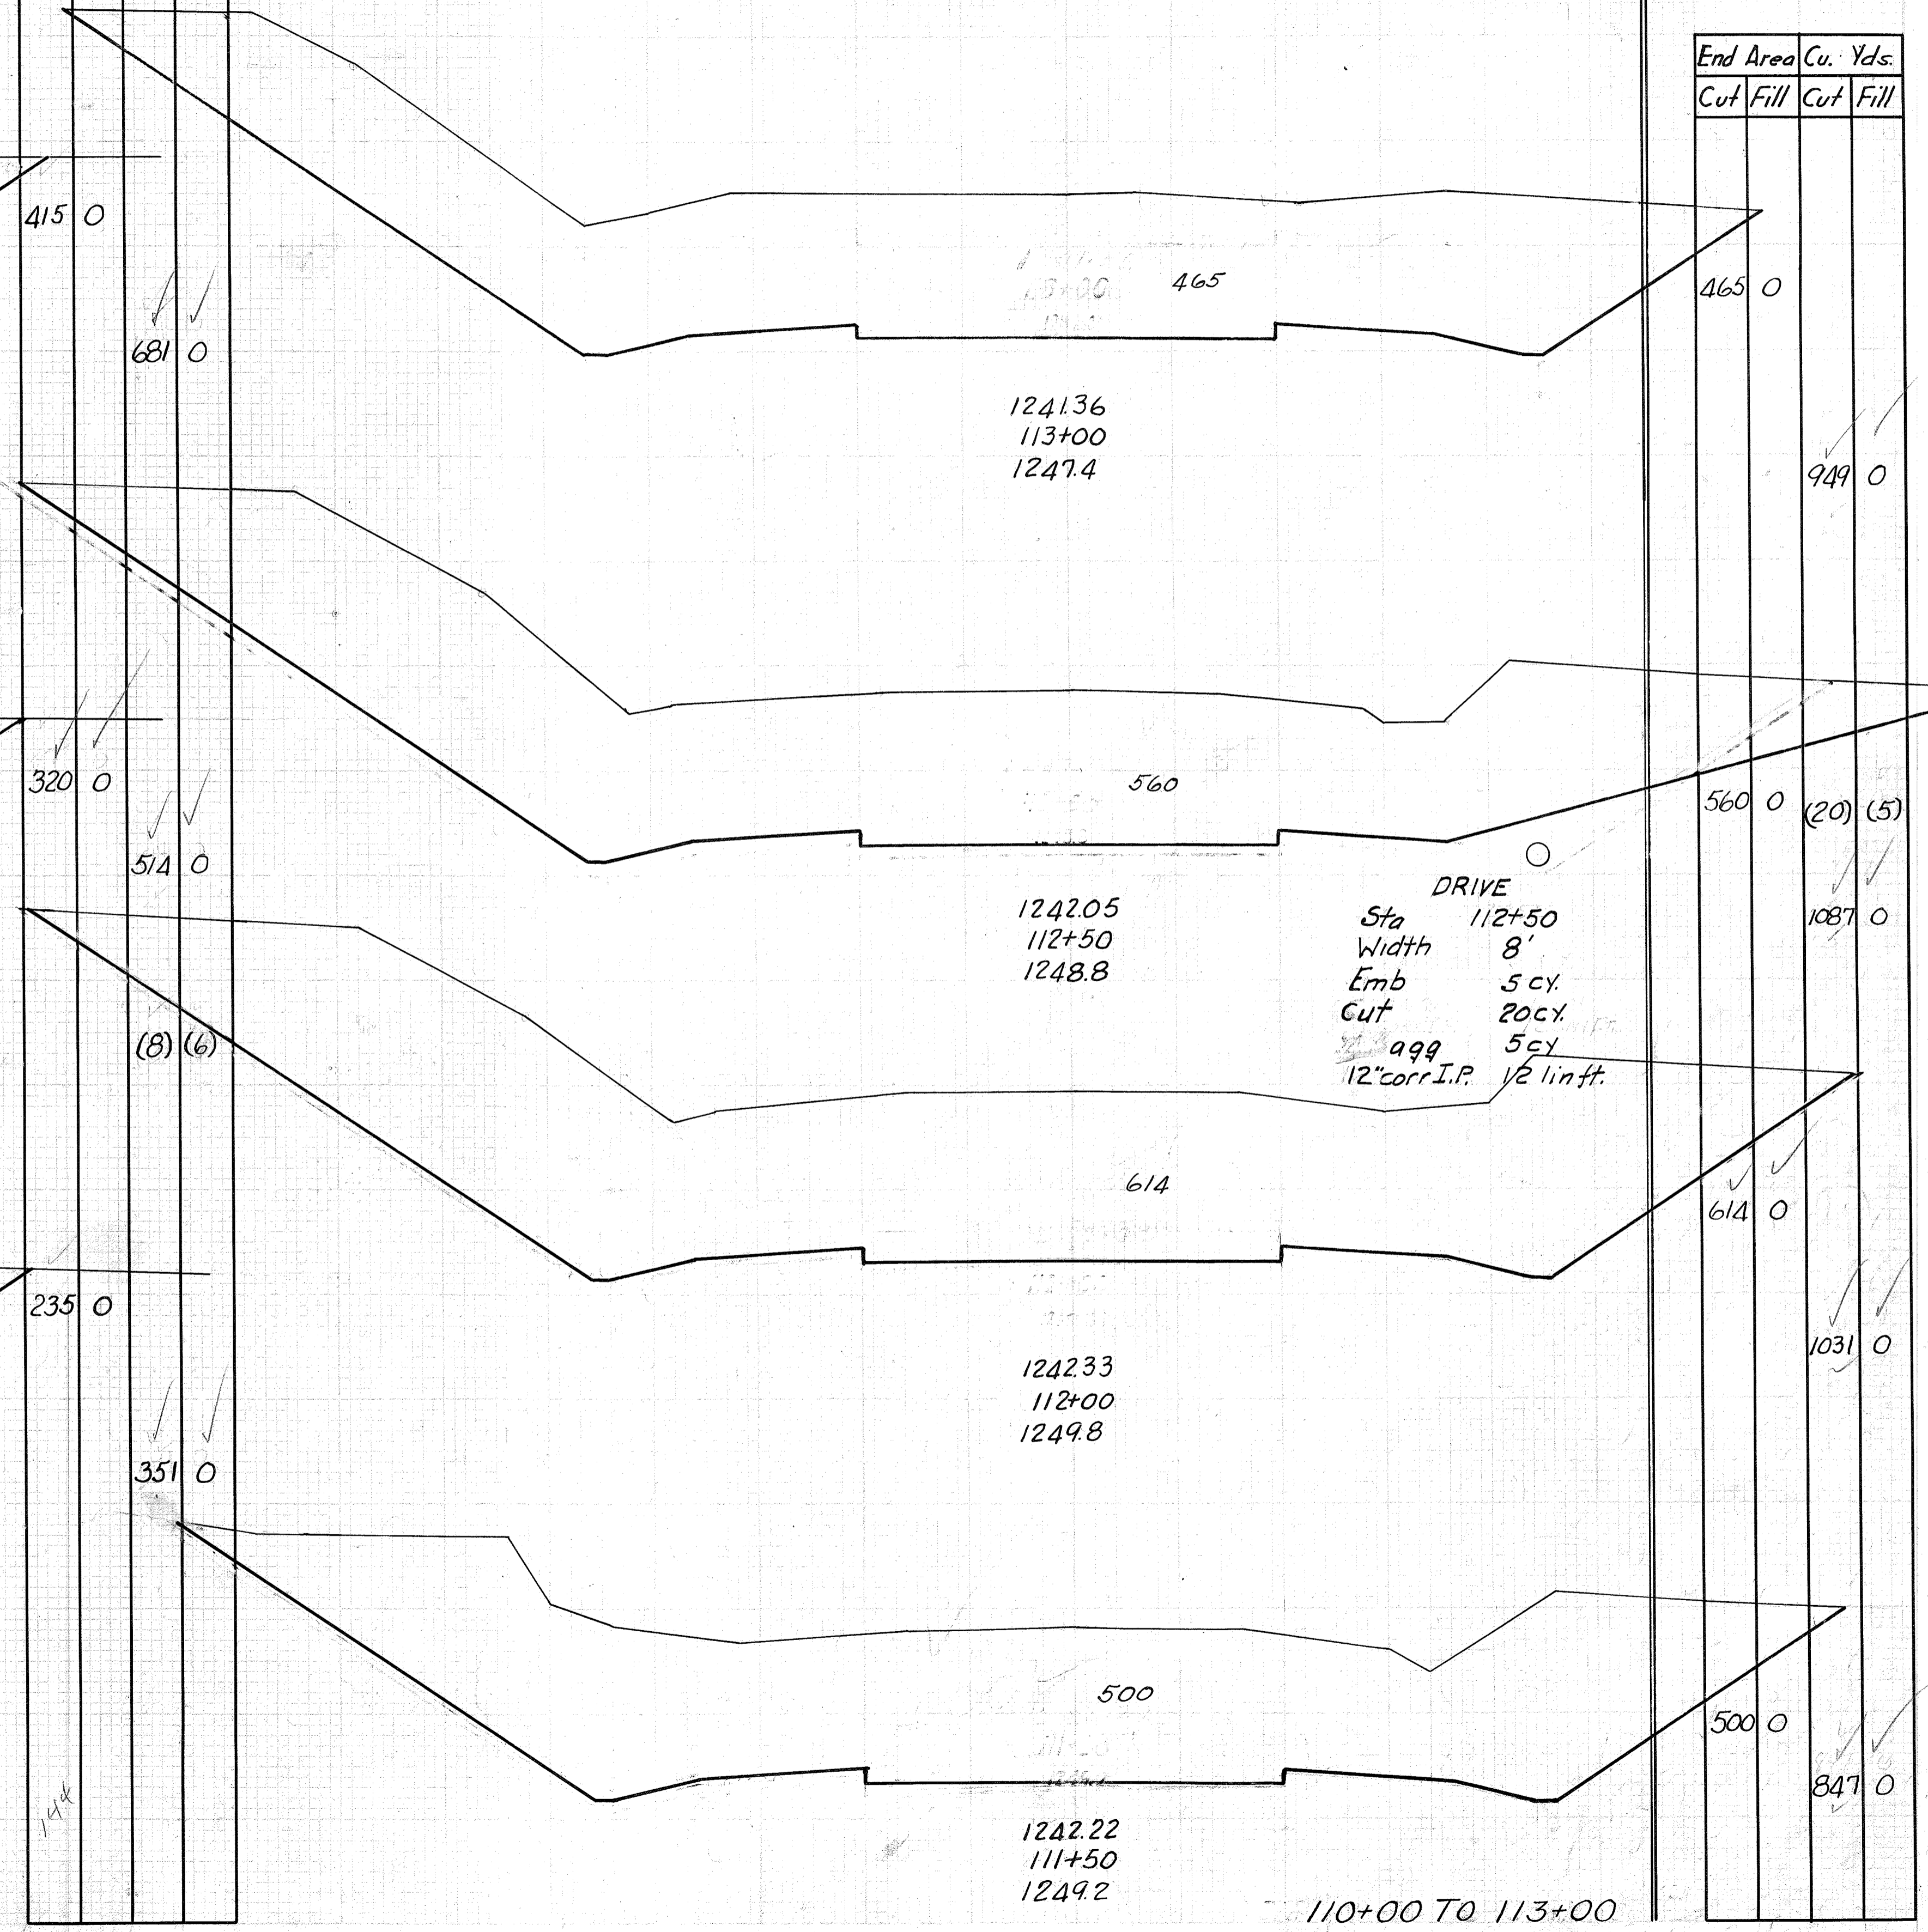 End Area Cu. Yds.
Cut Fill Cut Fill
415 0
465
465 0
681 0
1241.36
113+00
1247.4
949 0
320 0
560
560 0 (20) (5)
514 0
1242.05
112+50
1248.8
1087 0
DRIVE
Sta 112+50
Width 8'
Emb 5 cy.
Cut 20 cy.
agg 5 cy
12" corr I.P. 12 lin ft.
(8) (6)
614
614 0
235 0
1031 0
1242.33
112+00
1249.8
351 0
500
500 0
847 0
144
1242.22
111+50
1249.2
110+00 TO 113+00